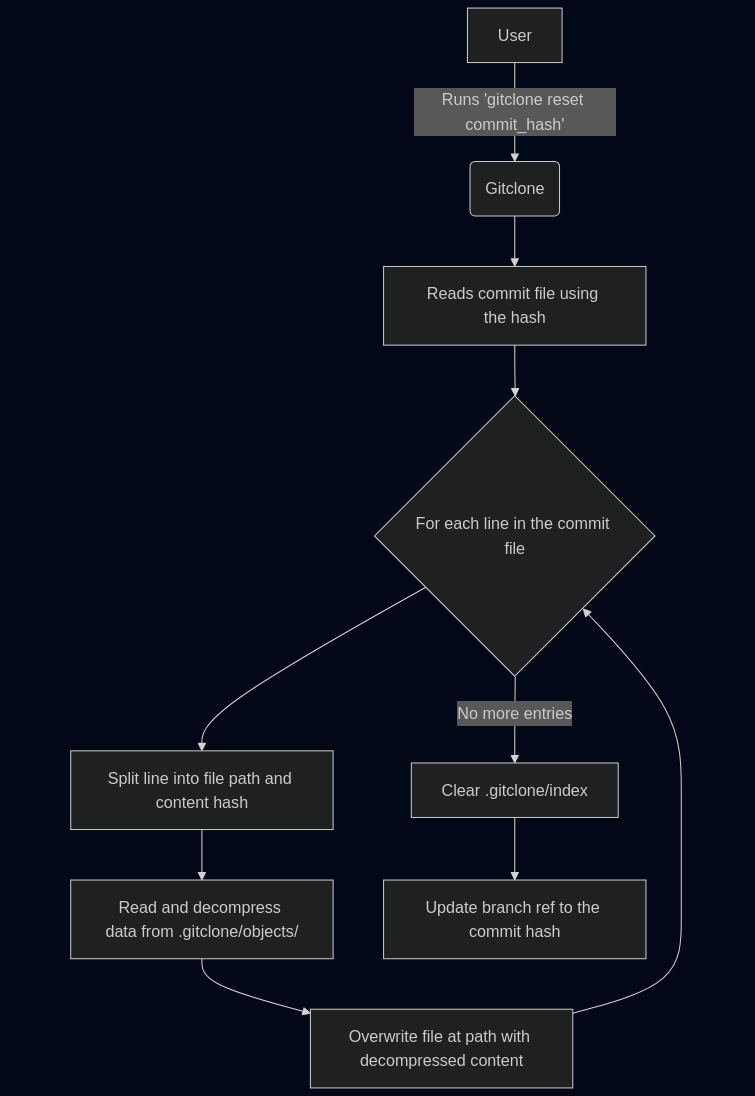 User
Runs 'gitclone reset
commit_hash'
Gitclone
Reads commit file using
the hash
For each line in the commit
file
No more entries
Split line into file path and
content hash
Clear .gitclone/index
Read and decompress
data from .gitclone/objects/
Update branch ref to the
commit hash
Overwrite file at path with
decompressed content